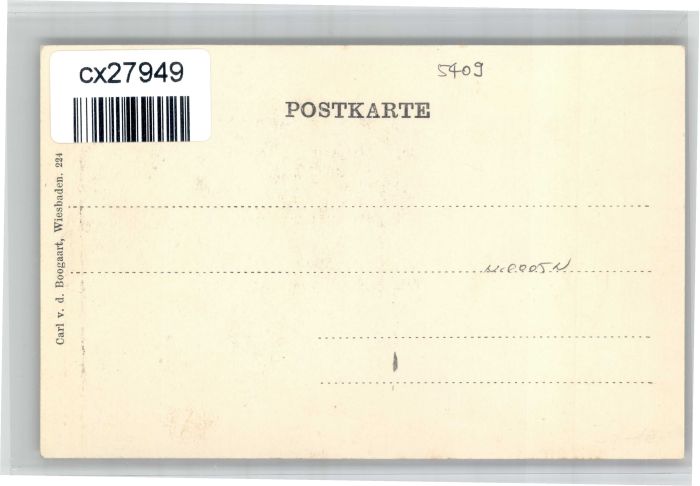 cx27949
5409
POSTKARTE
Carl v. d. Boogaart, Wiesbaden. 224